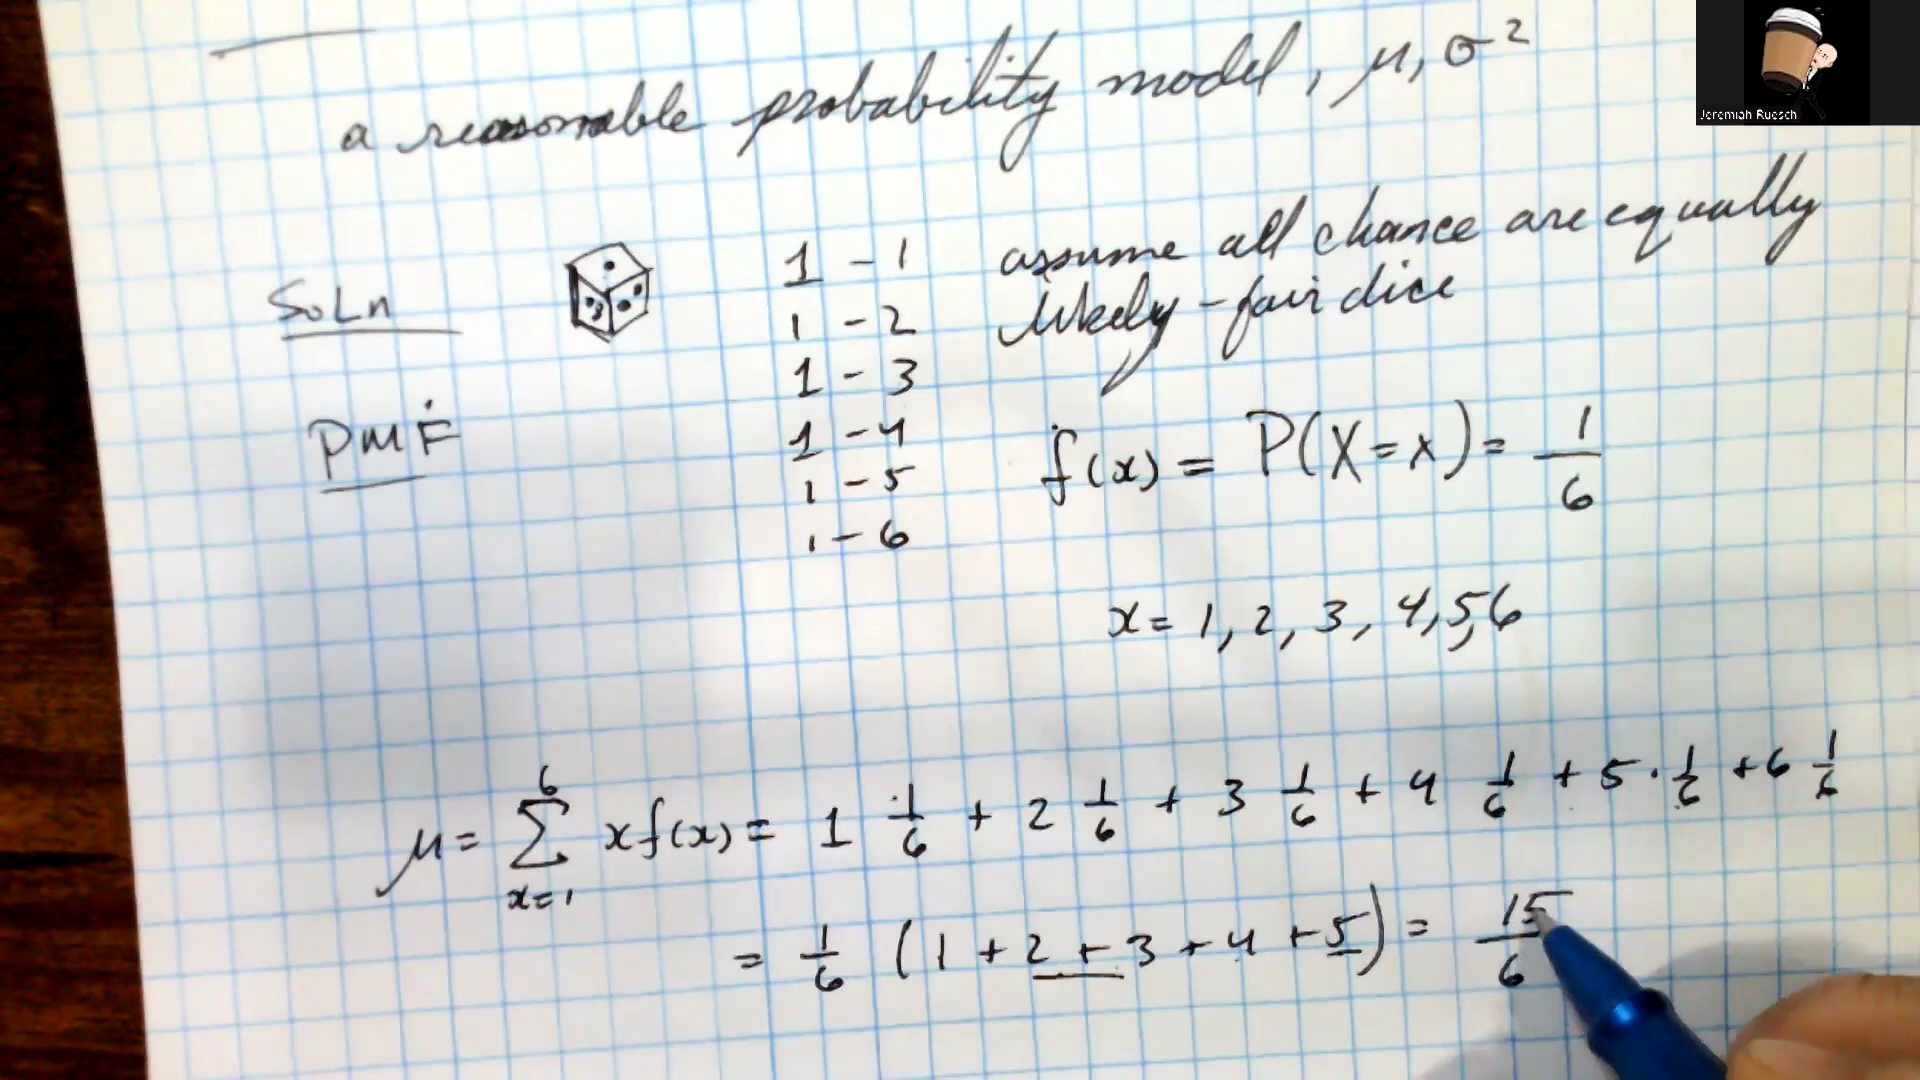 a reasonable probability model, μ, σ²
Jeremiah Ruesch
Soln
1 - 1
1 - 2
1 - 3
1 - 4
1 - 5
1 - 6
assume all chance are equally
likely - fair dice
PMF
f(x) = P(X=x) = 1/6
x = 1, 2, 3, 4, 5, 6
μ = ∑_{x=1}^{6} x f(x) = 1 1/6 + 2 1/6 + 3 1/6 + 4 1/6 + 5 · 1/6 + 6 1/6
= 1/6 (1 + 2 + 3 + 4 + 5) = 15/6